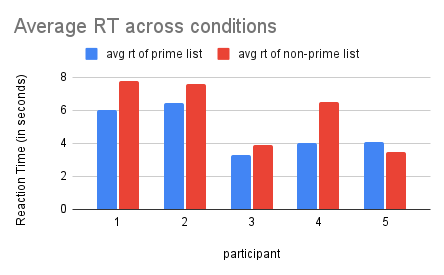 Average RT across conditions
avg rt of prime list avg rt of non-prime list
Reaction Time (in seconds)
8
6
4
2
0
1 2 3 4 5
participant